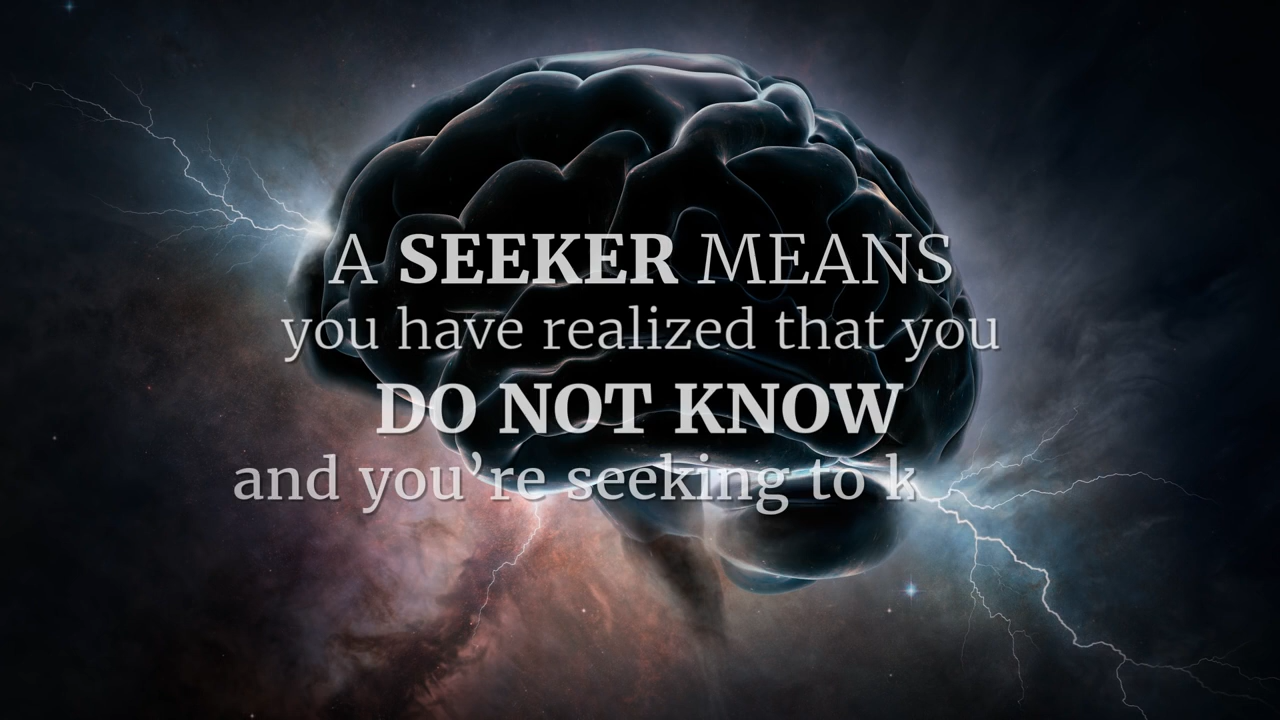 A SEEKER MEANS
you have realized that you
DO NOT KNOW
and you’re seeking to k